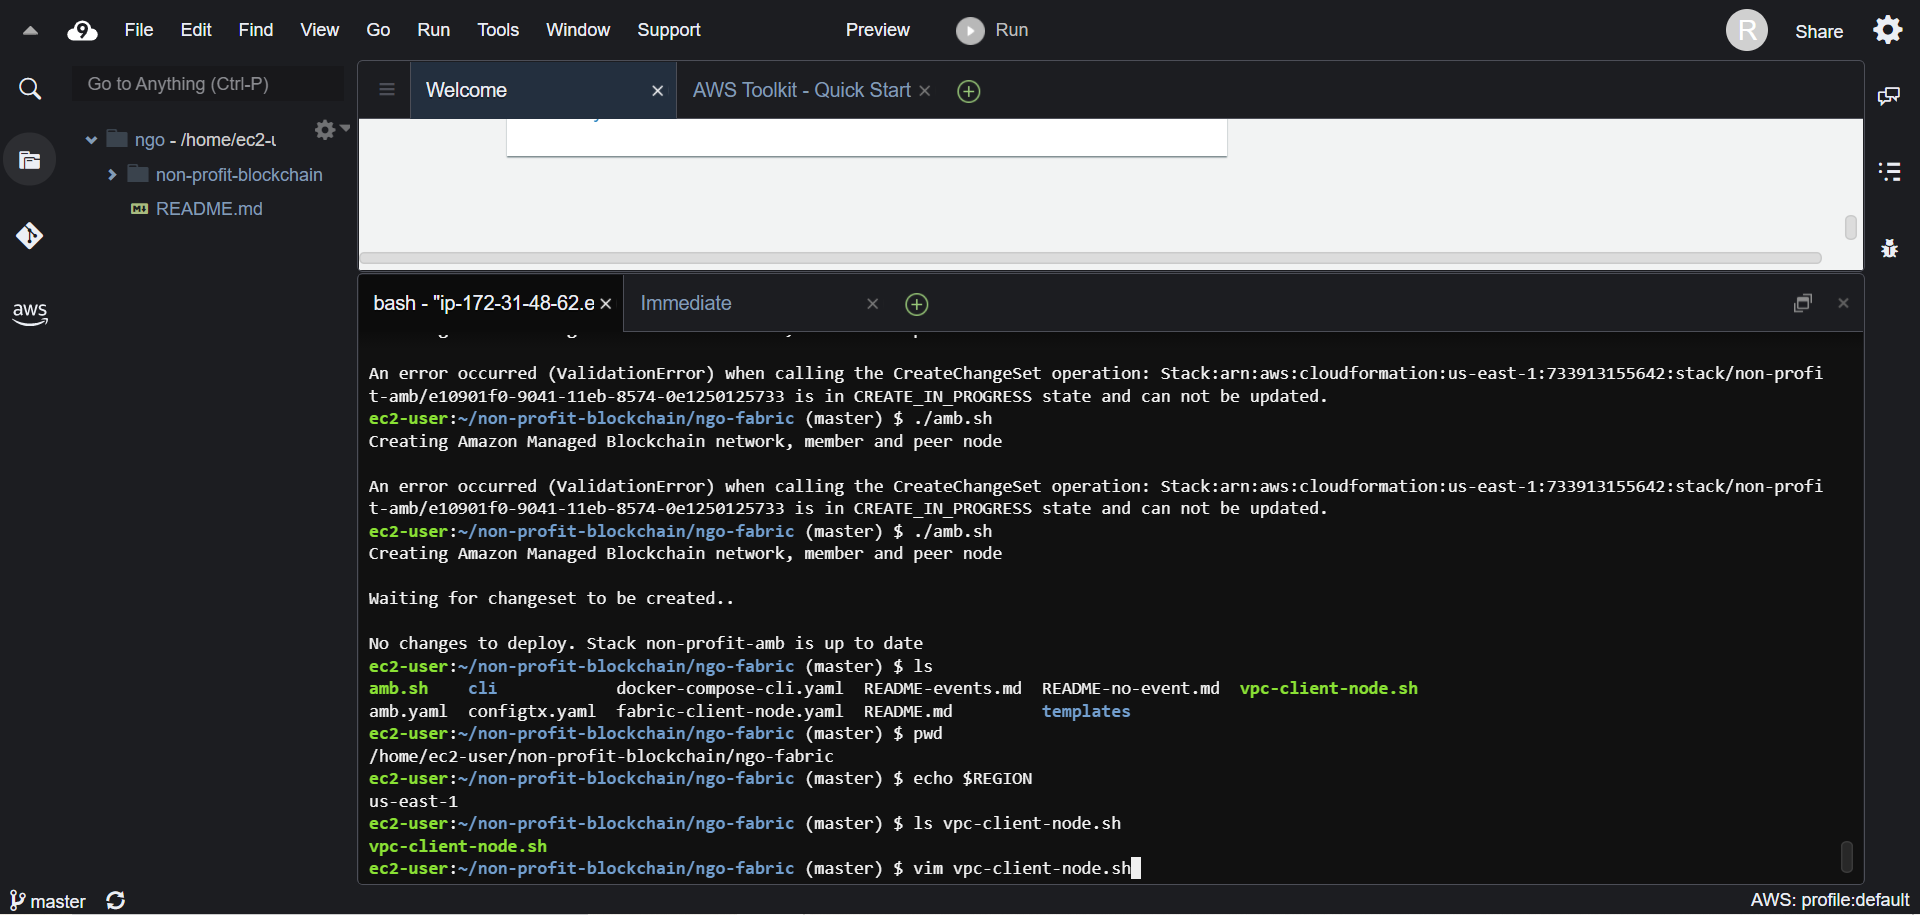 9 File Edit Find View Go Run Tools Window Support Preview Run R Share
Go to Anything (Ctrl-P)
ngo - /home/ec2-u
non-profit-blockchain
README.md
aws
Welcome AWS Toolkit - Quick Start
bash - "ip-172-31-48-62.e Immediate
An error occurred (ValidationError) when calling the CreateChangeSet operation: Stack:arn:aws:cloudformation:us-east-1:733913155642:stack/non-profi
t-amb/e10901f0-9041-11eb-8574-0e1250125733 is in CREATE_IN_PROGRESS state and can not be updated.
ec2-user:~/non-profit-blockchain/ngo-fabric (master) $ ./amb.sh
Creating Amazon Managed Blockchain network, member and peer node
An error occurred (ValidationError) when calling the CreateChangeSet operation: Stack:arn:aws:cloudformation:us-east-1:733913155642:stack/non-profi
t-amb/e10901f0-9041-11eb-8574-0e1250125733 is in CREATE_IN_PROGRESS state and can not be updated.
ec2-user:~/non-profit-blockchain/ngo-fabric (master) $ ./amb.sh
Creating Amazon Managed Blockchain network, member and peer node
Waiting for changeset to be created..
No changes to deploy. Stack non-profit-amb is up to date
ec2-user:~/non-profit-blockchain/ngo-fabric (master) $ ls
amb.sh cli docker-compose-cli.yaml README-events.md README-no-event.md vpc-client-node.sh
amb.yaml configtx.yaml fabric-client-node.yaml README.md templates
ec2-user:~/non-profit-blockchain/ngo-fabric (master) $ pwd
/home/ec2-user/non-profit-blockchain/ngo-fabric
ec2-user:~/non-profit-blockchain/ngo-fabric (master) $ echo $REGION
us-east-1
ec2-user:~/non-profit-blockchain/ngo-fabric (master) $ ls vpc-client-node.sh
vpc-client-node.sh
ec2-user:~/non-profit-blockchain/ngo-fabric (master) $ vim vpc-client-node.sh
master AWS: profile:default